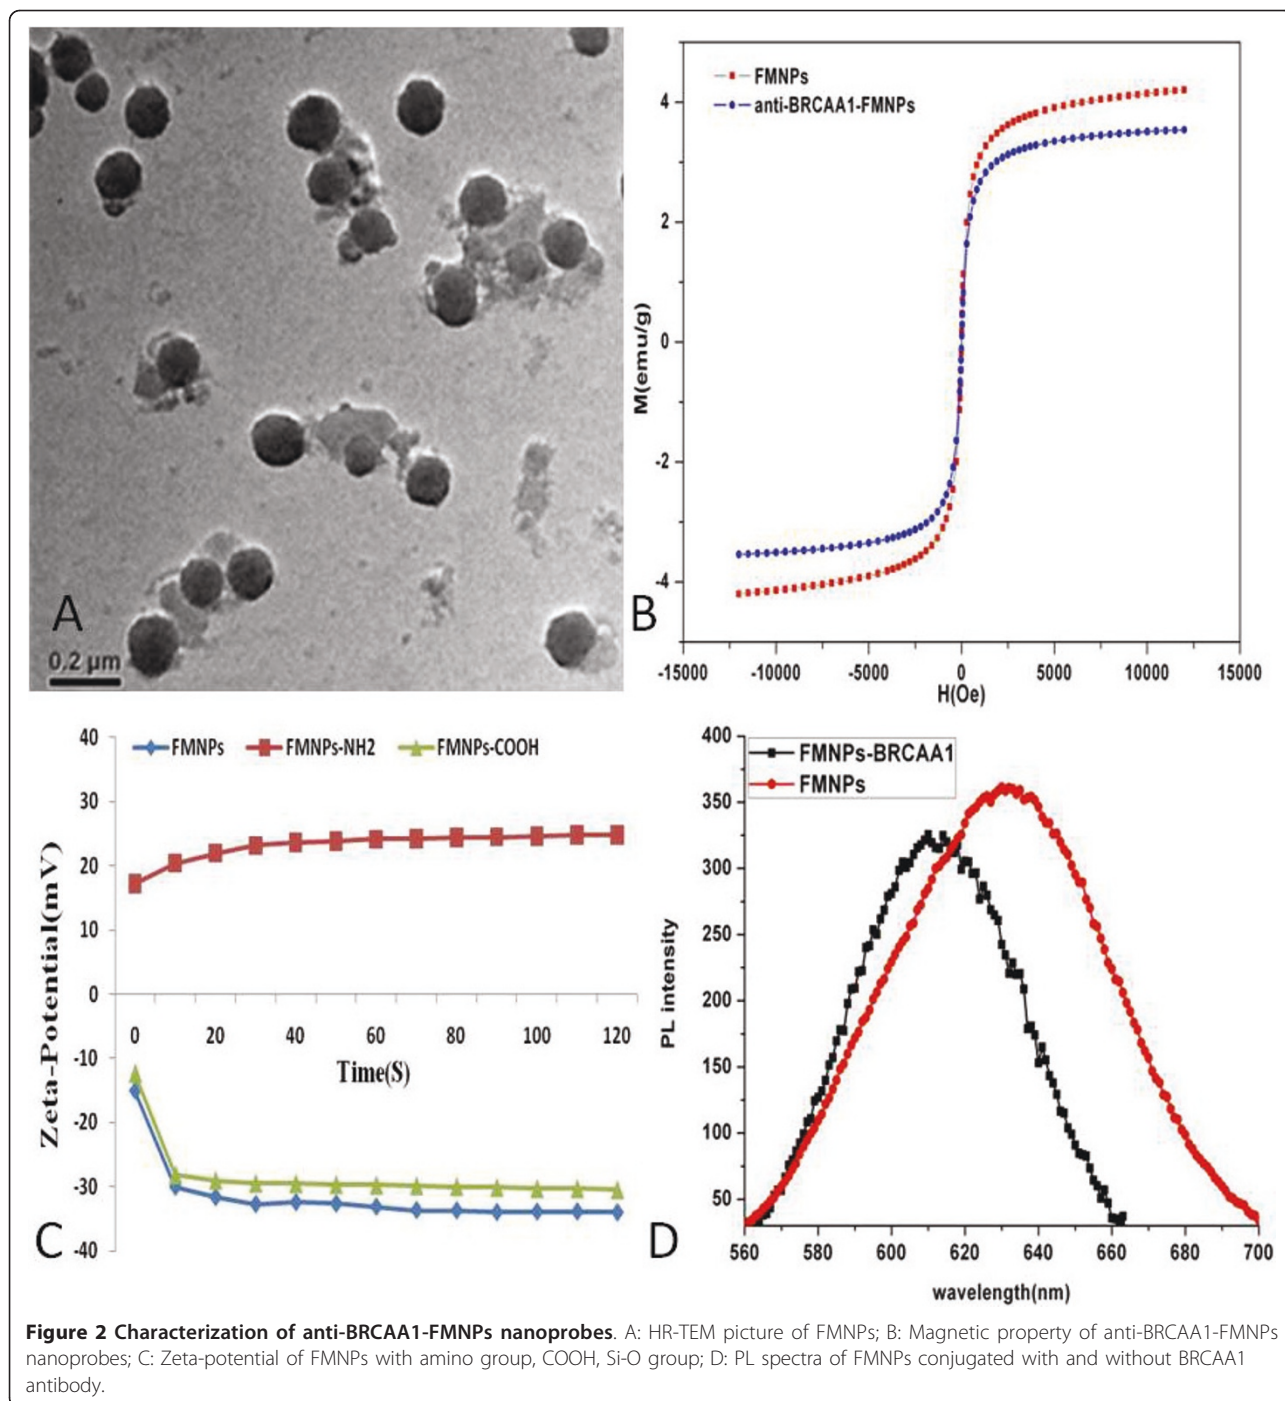 A
0.2 µm
FMNPs
anti-BRCAA1-FMNPs
M(emu/g)
4
2
0
-2
-4
B
-15000 -10000 -5000 0 5000 10000 15000
H(Oe)
FMNPs FMNPs-NH2 FMNPs-COOH
Zeta-Potential(mV)
40
30
20
10
0
-10
-20
-30
-40
0 20 40 60 80 100 120
Time(S)
C
FMNPs-BRCAA1
FMNPs
PL intensity
400
350
300
250
200
150
100
50
D
560 580 600 620 640 660 680 700
wavelength(nm)
Figure 2 Characterization of anti-BRCAA1-FMNPs nanoprobes. A: HR-TEM picture of FMNPs; B: Magnetic property of anti-BRCAA1-FMNPs
nanoprobes; C: Zeta-potential of FMNPs with amino group, COOH, Si-O group; D: PL spectra of FMNPs conjugated with and without BRCAA1
antibody.